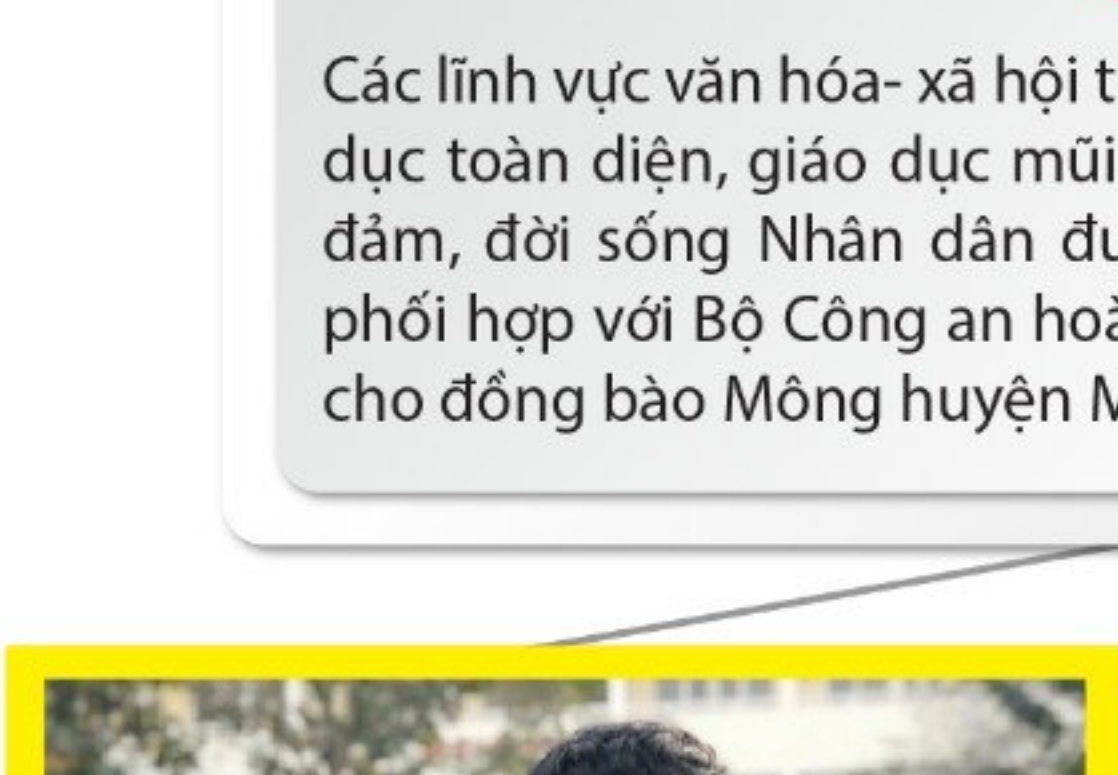 Các lĩnh vực văn hóa- xã hội t
dục toàn diện, giáo dục mũi
đảm, đời sống Nhân dân đu
phối hợp với Bộ Công an hoà
cho đồng bào Mông huyện M